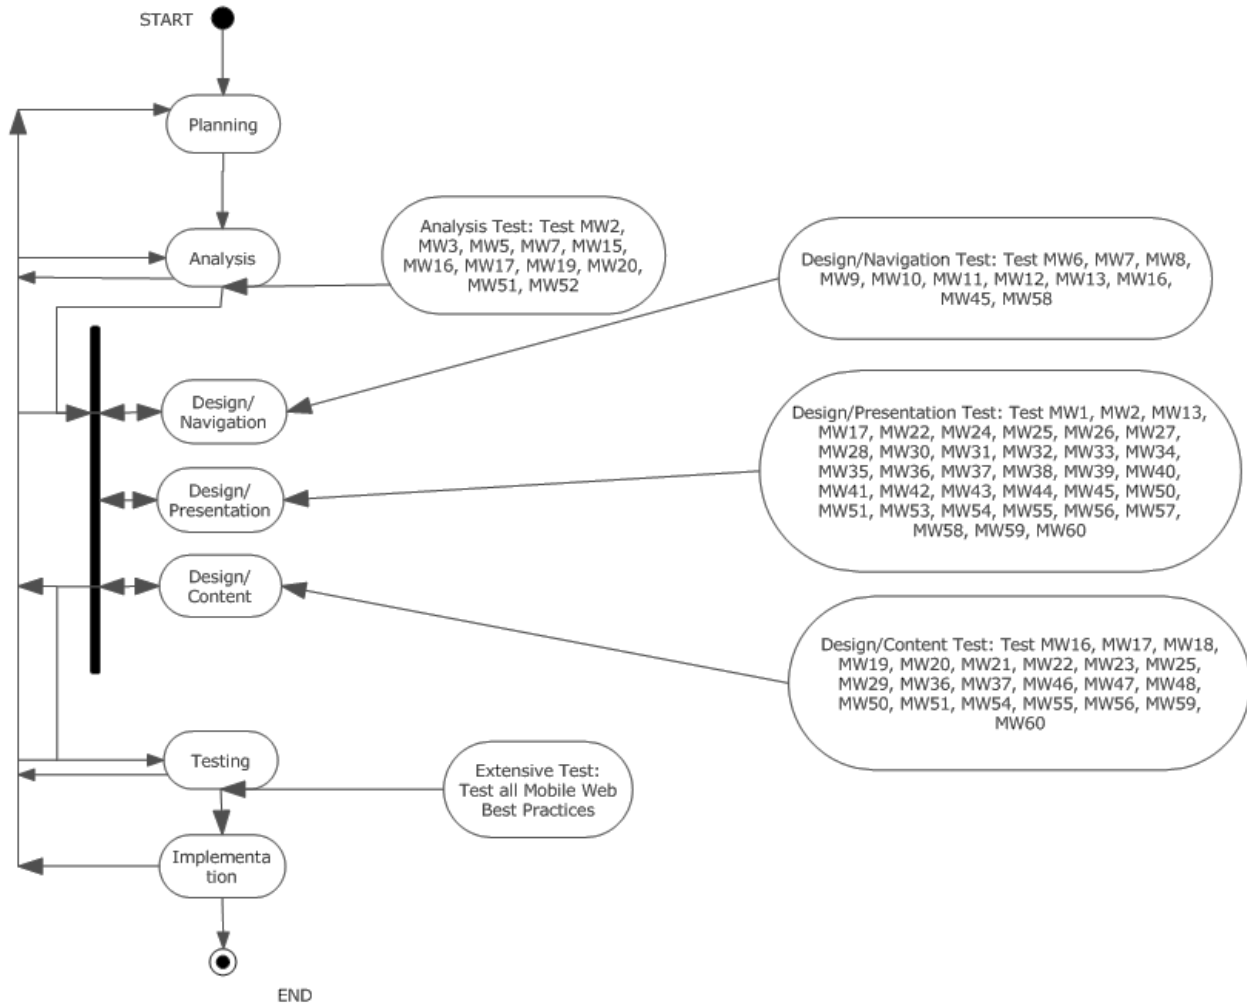 START
Planning
Analysis
Analysis Test: Test MW2,
MW3, MW5, MW7, MW15,
MW16, MW17, MW19, MW20,
MW51, MW52
Design/Navigation Test: Test MW6, MW7, MW8,
MW9, MW10, MW11, MW12, MW13, MW16,
MW45, MW58
Design/
Navigation
Design/Presentation Test: Test MW1, MW2, MW13,
MW17, MW22, MW24, MW25, MW26, MW27,
MW28, MW30, MW31, MW32, MW33, MW34,
MW35, MW36, MW37, MW38, MW39, MW40,
MW41, MW42, MW43, MW44, MW45, MW50,
MW51, MW53, MW54, MW55, MW56, MW57,
MW58, MW59, MW60
Design/
Presentation
Design/
Content
Design/Content Test: Test MW16, MW17, MW18,
MW19, MW20, MW21, MW22, MW23, MW25,
MW29, MW36, MW37, MW46, MW47, MW48,
MW50, MW51, MW54, MW55, MW56, MW59,
MW60
Testing
Extensive Test:
Test all Mobile Web
Best Practices
Implementa
tion
END